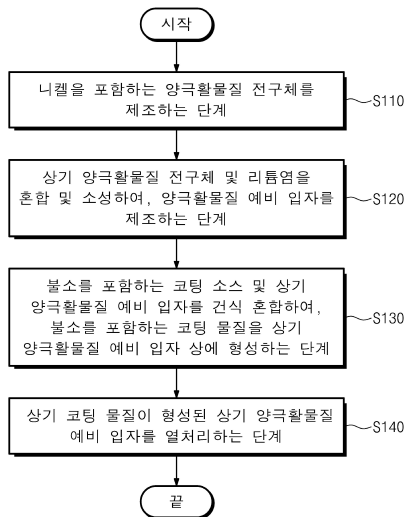 시작
니켈을 포함하는 양극활물질 전구체를
제조하는 단계
S110
상기 양극활물질 전구체 및 리튬염을
혼합 및 소성하여, 양극활물질 예비 입자를
제조하는 단계
S120
불소를 포함하는 코팅 소스 및 상기
양극활물질 예비 입자를 건식 혼합하여,
불소를 포함하는 코팅 물질을 상기
양극활물질 예비 입자 상에 형성하는 단계
S130
상기 코팅 물질이 형성된 상기 양극활물질
예비 입자를 열처리하는 단계
S140
끝